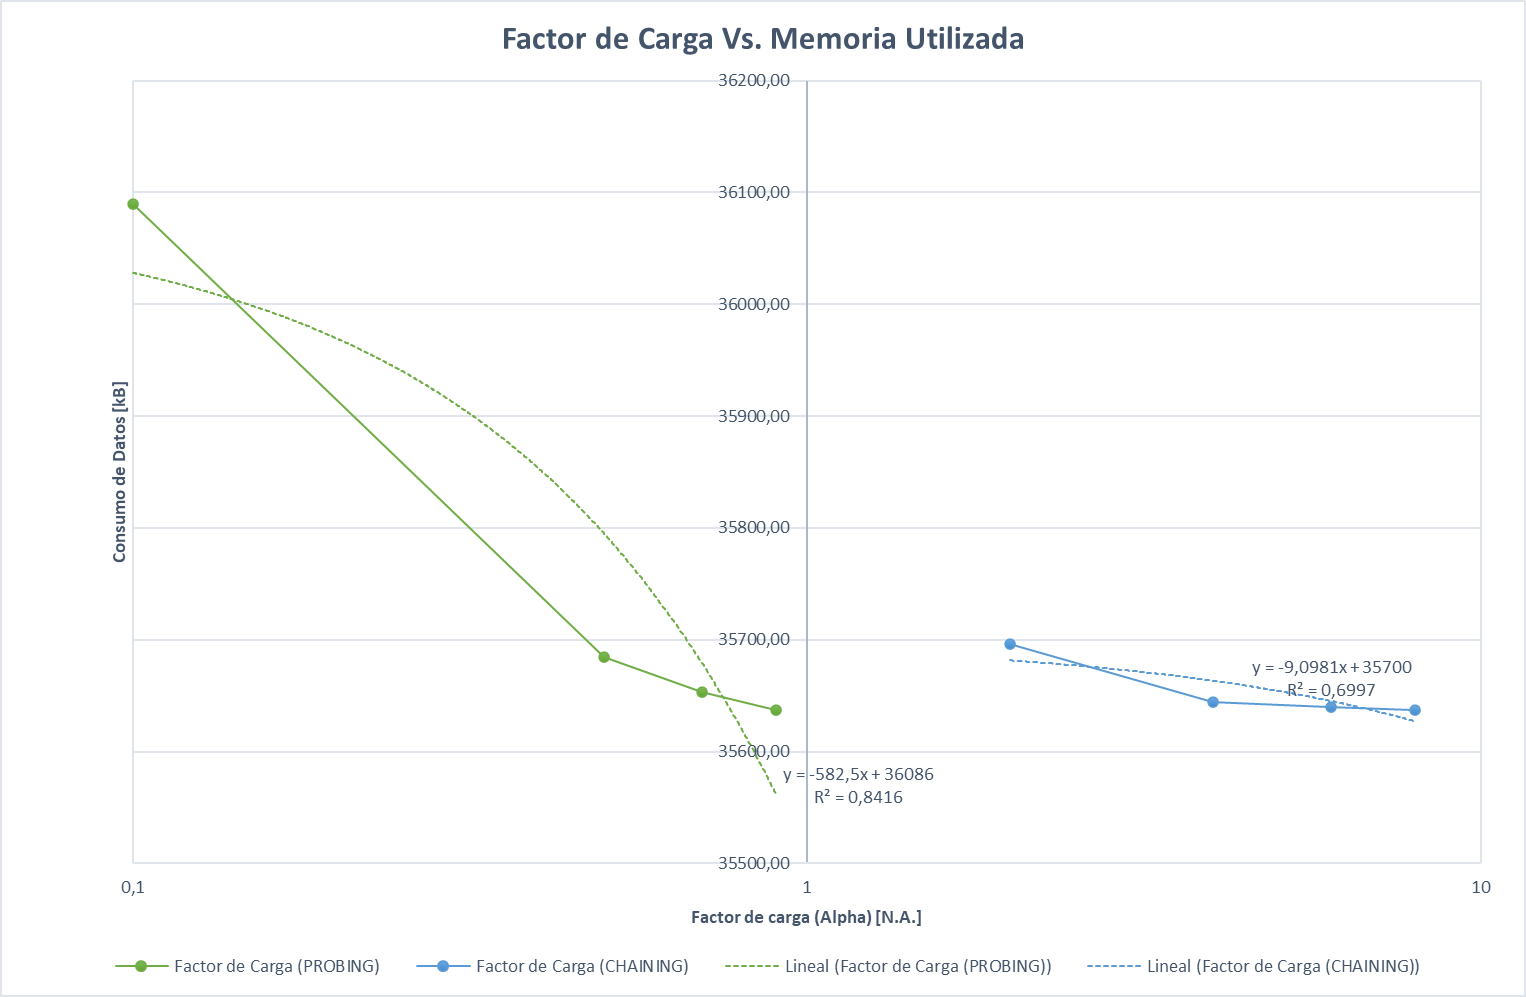 Factor de Carga Vs. Memoria Utilizada
36200,00
36100,00
36000,00
35900,00
35800,00
35700,00
35600,00
35500,00
Consumo de Datos [kB]
y = -9,0981x + 35700
R² = 0,6997
y = -582,5x + 36086
R² = 0,8416
0,1
1
10
Factor de carga (Alpha) [N.A.]
Factor de Carga (PROBING)
Factor de Carga (CHAINING)
Lineal (Factor de Carga (PROBING))
Lineal (Factor de Carga (CHAINING))